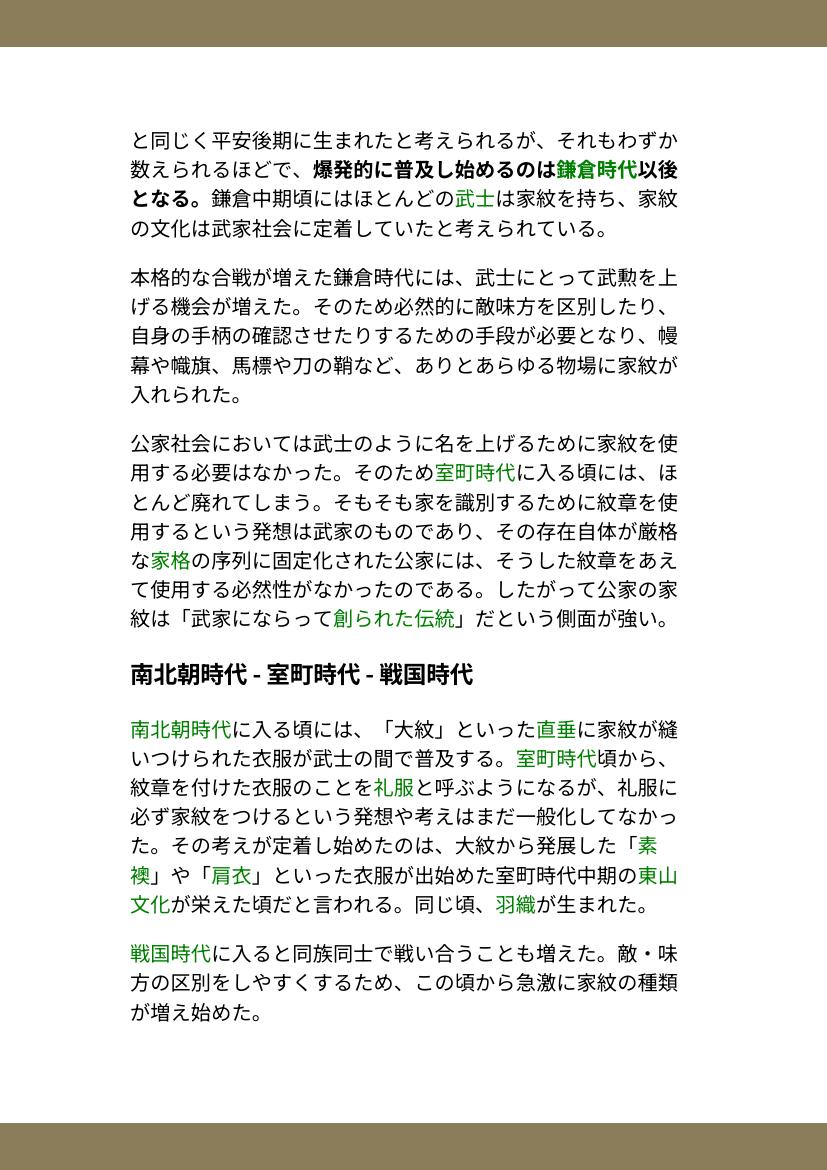 と同じく平安後期に生まれたと考えられるが、それもわずか
数えられるほどで、爆発的に普及し始めるのは鎌倉時代以後
となる。鎌倉中期頃にはほとんどの武士は家紋を持ち、家紋
の文化は武家社会に定着していたと考えられている。
本格的な合戦が増えた鎌倉時代には、武士にとって武勲を上
げる機会が増えた。そのため必然的に敵味方を区別したり、
自身の手柄の確認させたりするための手段が必要となり、幔
幕や幟旗、馬標や刀の鞘など、ありとあらゆる物場に家紋が
入れられた。
公家社会においては武士のように名を上げるために家紋を使
用する必要はなかった。そのため室町時代に入る頃には、ほ
とんど廃れてしまう。そもそも家を識別するために紋章を使
用するという発想は武家のものであり、その存在自体が厳格
な家格の序列に固定化された公家には、そうした紋章をあえ
て使用する必然性がなかったのである。したがって公家の家
紋は「武家にならって創られた伝統」だという側面が強い。
南北朝時代 - 室町時代 - 戦国時代
南北朝時代に入る頃には、「大紋」といった直垂に家紋が縫
いつけられた衣服が武士の間で普及する。室町時代頃から、
紋章を付けた衣服のことを礼服と呼ぶようになるが、礼服に
必ず家紋をつけるという発想や考えはまだ一般化してなかっ
た。その考えが定着し始めたのは、大紋から発展した「素
襖」や「肩衣」といった衣服が出始めた室町時代中期の東山
文化が栄えた頃だと言われる。同じ頃、羽織が生まれた。
戦国時代に入ると同族同士で戦い合うことも増えた。敵・味
方の区別をしやすくするため、この頃から急激に家紋の種類
が増え始めた。